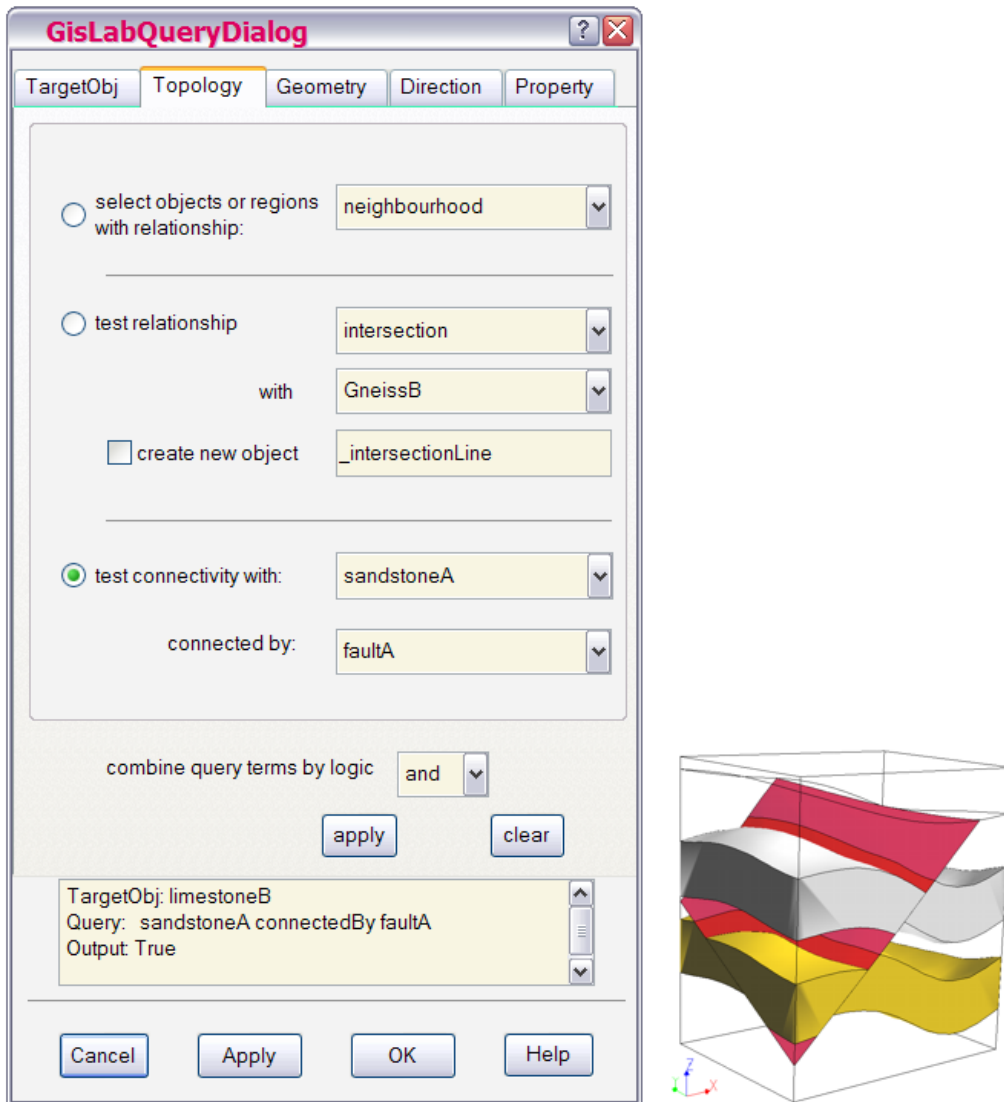 GisLabQueryDialog
?
TargetObj Topology Geometry Direction Property
select objects or regions
with relationship:
neighbourhood
test relationship
intersection
with
GneissB
create new object
_intersectionLine
test connectivity with:
sandstoneA
connected by:
faultA
combine query terms by logic
and
apply
clear
TargetObj: limestoneB
Query: sandstoneA connectedBy faultA
Output: True
Cancel
Apply
OK
Help
Z
Y
X